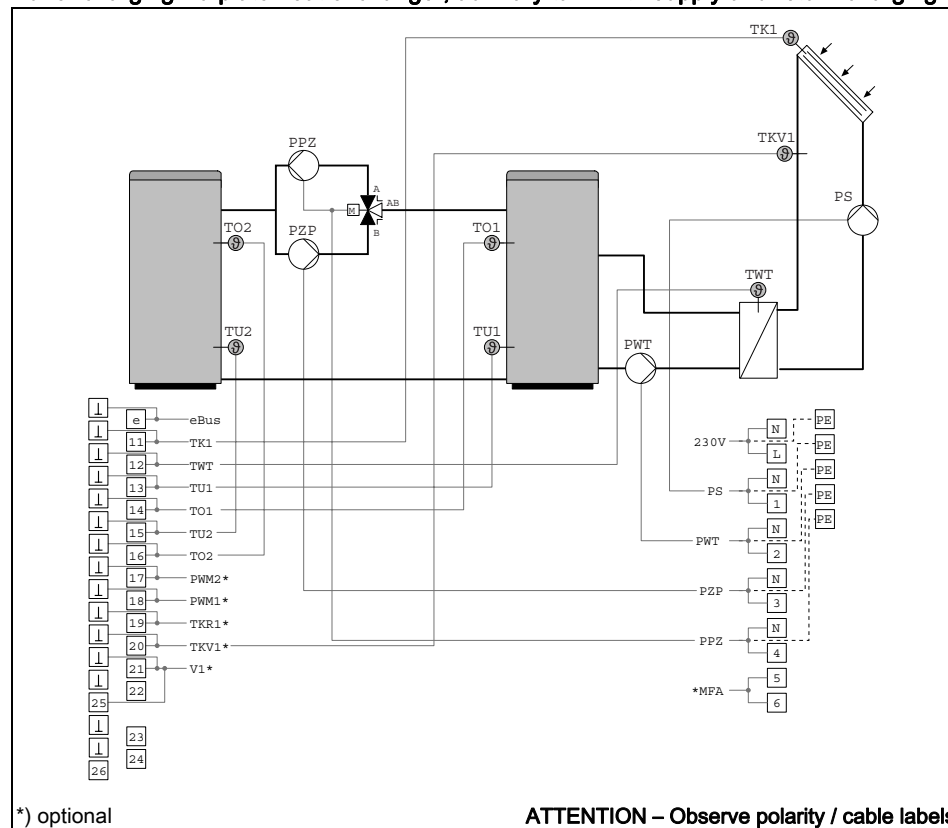 TK1
TKV1
PPZ
A
AB
M
B
PS
TO2
PZP
TO1
TWT
TU2
TU1
PWT
⊥ e eBus
⊥ 11 TK1
⊥ 12 TWT
⊥ 13 TU1
⊥ 14 TO1
⊥ 15 TU2
⊥ 16 TO2
⊥ 17 PWM2*
⊥ 18 PWM1*
⊥ 19 TKR1*
⊥ 20 TKV1*
⊥ 21 V1*
⊥ 22
25
⊥ 23
⊥ 24
26
230V N L PE
PS N 1 PE
PWT N 2 PE
PZP N 3 PE
PPZ N 4 PE
*MFA 5 6
*) optional
ATTENTION – Observe polarity / cable labels